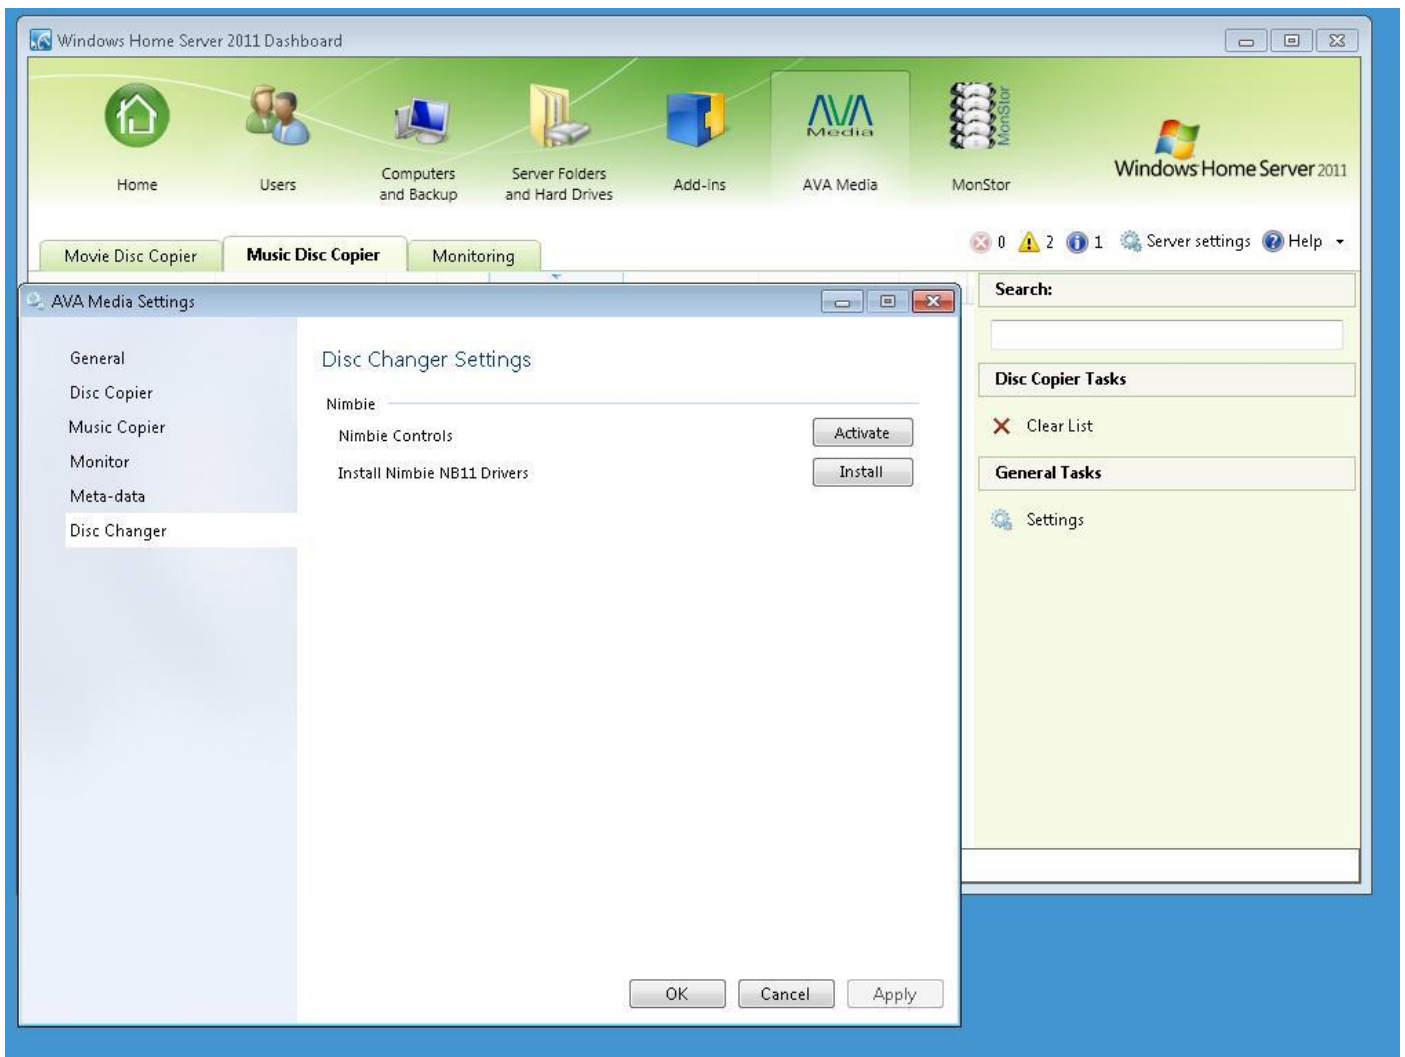 Windows Home Server 2011 Dashboard
AVA
Media
MonStor
Home
Users
Computers
and Backup
Server Folders
and Hard Drives
Add-ins
AVA Media
MonStor
Windows Home Server 2011
Movie Disc Copier
Music Disc Copier
Monitoring
0 2 1 Server settings Help
AVA Media Settings
General
Disc Copier
Music Copier
Monitor
Meta-data
Disc Changer
Disc Changer Settings
Nimbie
Nimbie Controls
Activate
Install Nimbie NB11 Drivers
Install
OK
Cancel
Apply
Search:
Disc Copier Tasks
Clear List
General Tasks
Settings